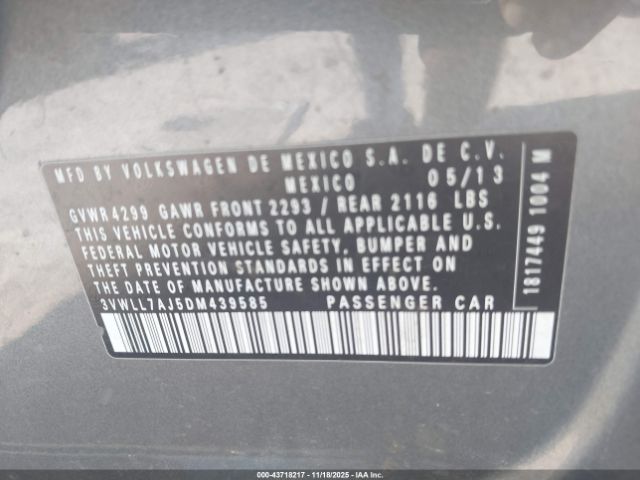 MFD BY VOLKSWAGEN DE MEXICO S.A. DE C.V.
MEXICO 05/13
GVWR 4299 GAWR FRONT 2293 / REAR 2116 LBS
THIS VEHICLE CONFORMS TO ALL APPLICABLE U.S.
FEDERAL MOTOR VEHICLE SAFETY, BUMPER AND
THEFT PREVENTION STANDARDS IN EFFECT ON
THE DATE OF MANUFACTURE SHOWN ABOVE.
3VWLL7AJ5DM439585 PASSENGER CAR
1817449 1004 M
000-43718217 - 11/18/2025 - IAAI.COM